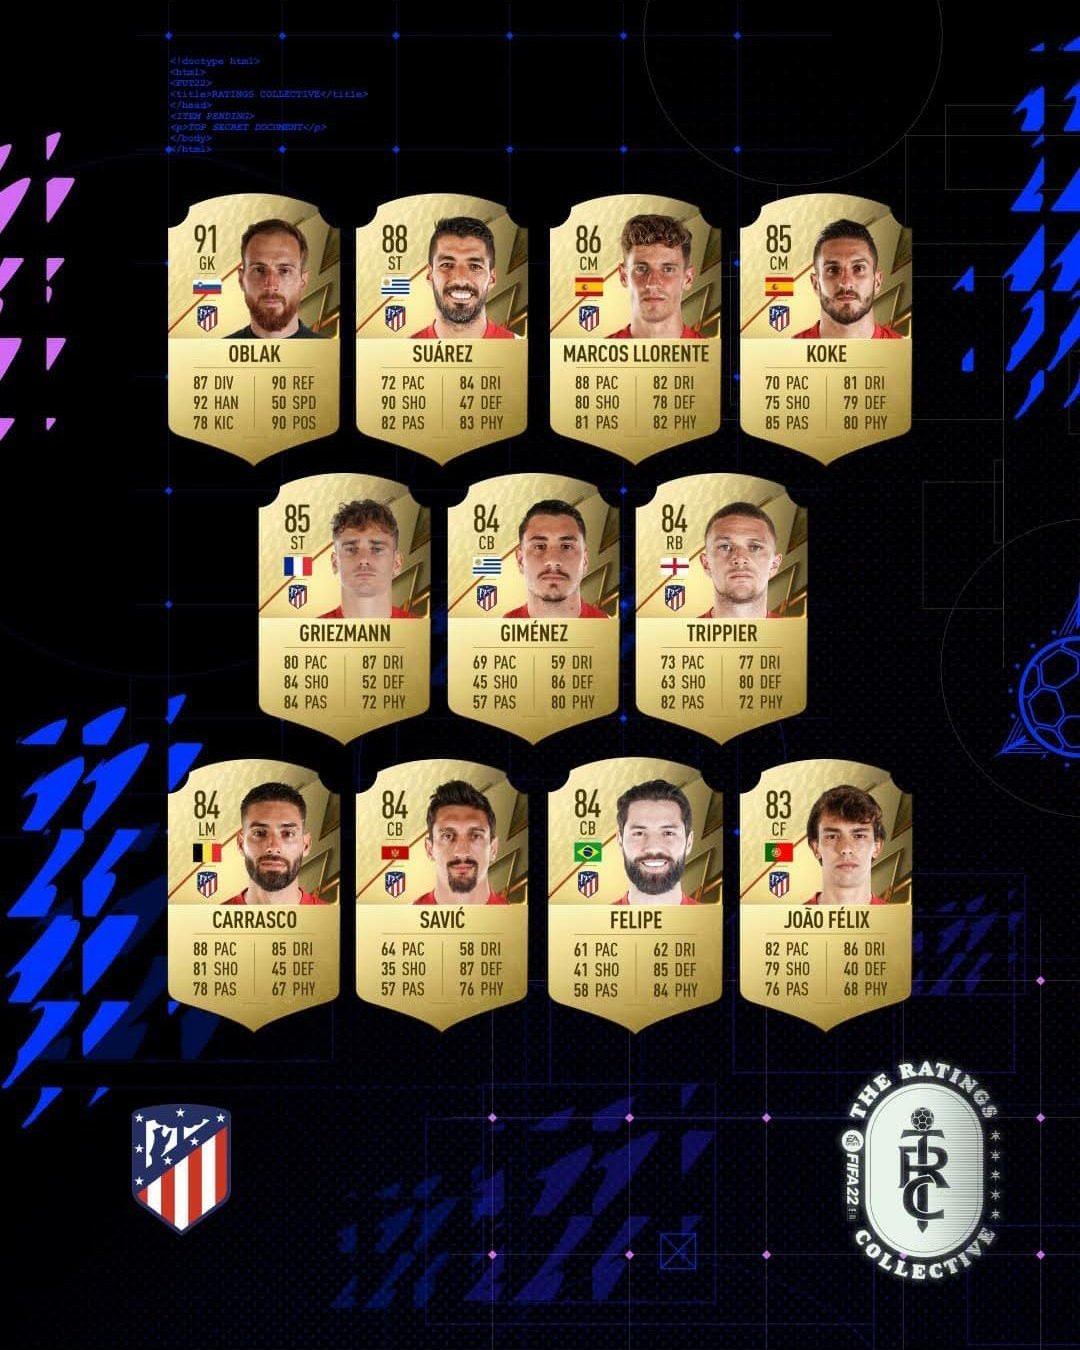 <!doctype html>
<html>
<FUT22>
<title>RATINGS COLLECTIVE</title>
</head>
<ITEM PENDING>
<p>TOP SECRET DOCUMENT</p>
</body>
</html>
91
GK
OBLAK
87 DIV 90 REF
92 HAN 50 SPD
78 KIC 90 POS
88
ST
SUÁREZ
72 PAC 84 DRI
90 SHO 47 DEF
82 PAS 83 PHY
86
CM
MARCOS LLORENTE
88 PAC 82 DRI
80 SHO 78 DEF
81 PAS 82 PHY
85
CM
KOKE
70 PAC 81 DRI
75 SHO 79 DEF
85 PAS 80 PHY
85
ST
GRIEZMANN
80 PAC 87 DRI
84 SHO 52 DEF
84 PAS 72 PHY
84
CB
GIMÉNEZ
69 PAC 59 DRI
45 SHO 86 DEF
57 PAS 80 PHY
84
RB
TRIPPIER
73 PAC 77 DRI
63 SHO 80 DEF
82 PAS 72 PHY
84
LM
CARRASCO
88 PAC 85 DRI
81 SHO 45 DEF
78 PAS 67 PHY
84
CB
SAVIĆ
64 PAC 58 DRI
35 SHO 87 DEF
57 PAS 76 PHY
84
CB
FELIPE
61 PAC 62 DRI
41 SHO 85 DEF
58 PAS 84 PHY
83
CF
JOÃO FÉLIX
82 PAC 86 DRI
79 SHO 40 DEF
76 PAS 68 PHY
THE RATINGS
COLLECTIVE
EA SPORTS
FIFA 22
TRC